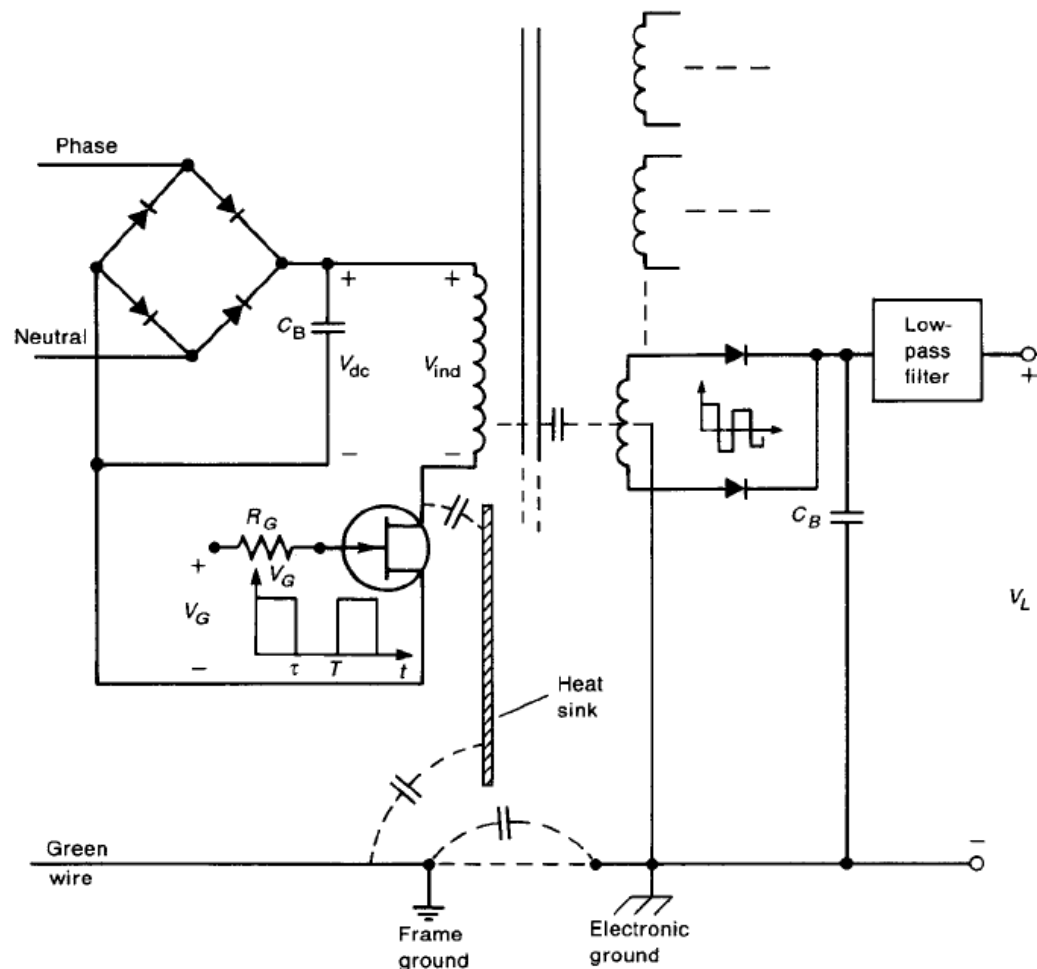 Phase
Neutral
C_B
+
V_dc
−
+
V_ind
−
R_G
+
V_G
V_G
−
τ
T
t
Heat
sink
Low-
pass
filter
+
C_B
V_L
−
Green
wire
Frame
ground
Electronic
ground